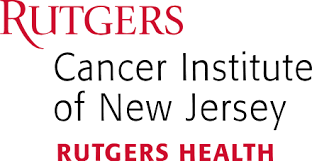 RUTGERS
Cancer Institute
of New Jersey
RUTGERS HEALTH